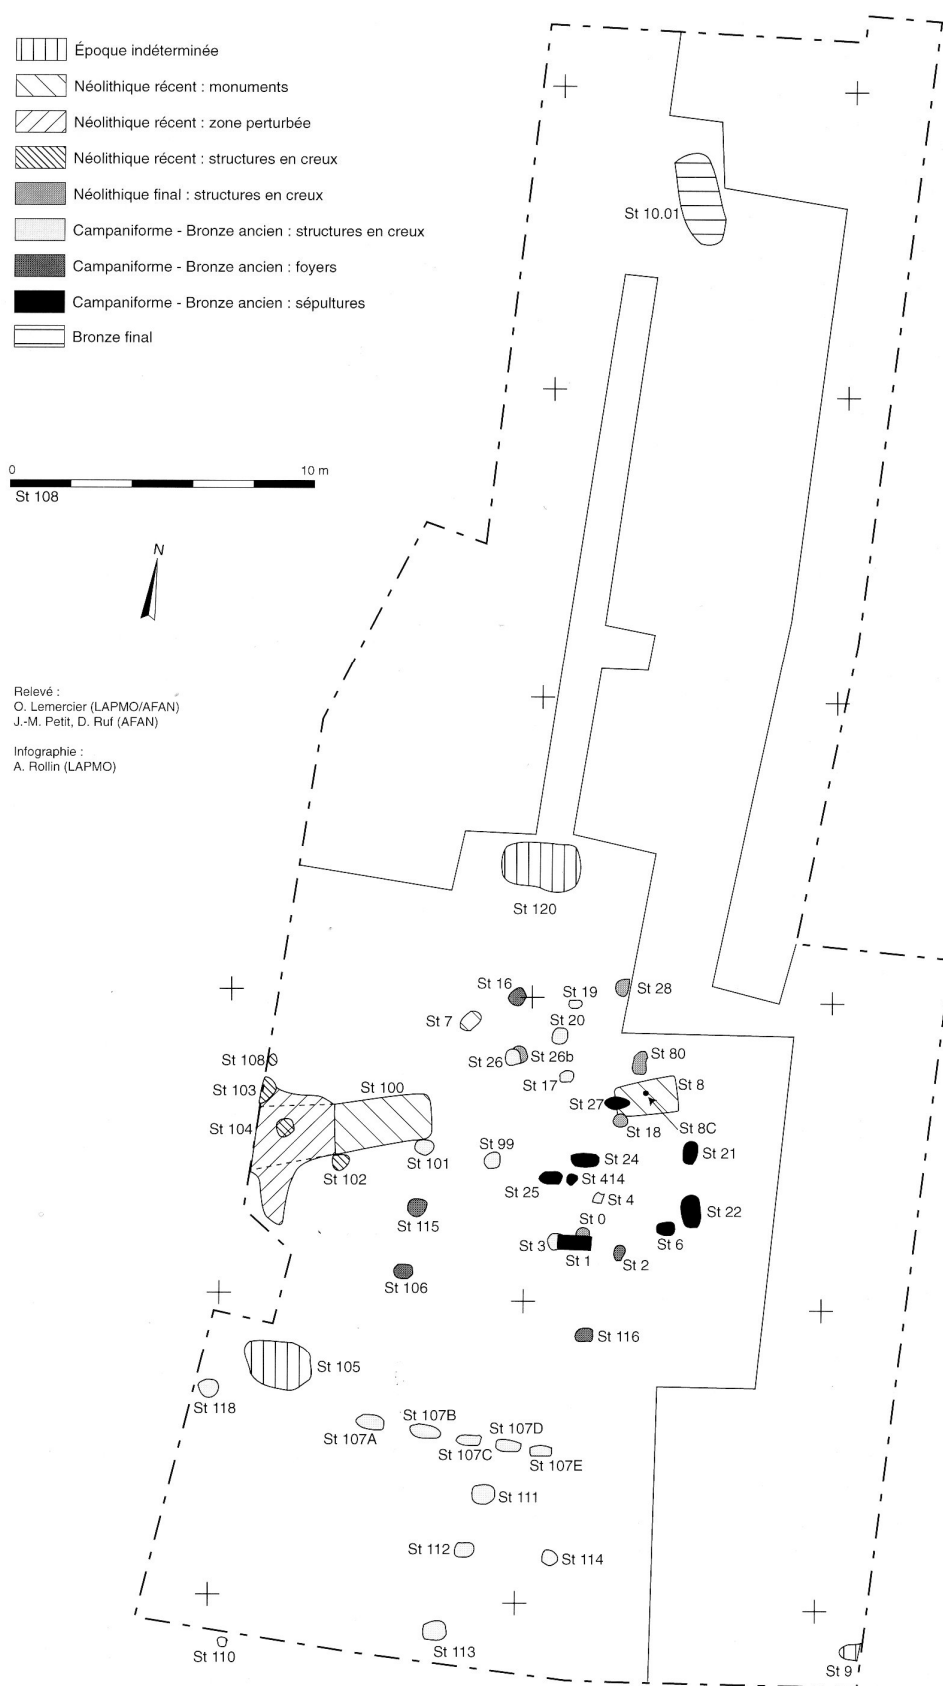 Époque indéterminée
Néolithique récent : monuments
Néolithique récent : zone perturbée
Néolithique récent : structures en creux
Néolithique final : structures en creux
Campaniforme - Bronze ancien : structures en creux
Campaniforme - Bronze ancien : foyers
Campaniforme - Bronze ancien : sépultures
Bronze final
0 10 m
St 108
N
Relevé :
O. Lemercier (LAPMO/AFAN)
J.-M. Petit, D. Ruf (AFAN)
Infographie :
A. Rollin (LAPMO)
St 10.01
St 120
St 16
St 19
St 28
St 7
St 20
St 26
St 26b
St 80
St 108
St 17
St 103
St 100
St 8
St 27
St 104
St 18
St 8C
St 99
St 101
St 24
St 21
St 102
St 25
St 414
St 4
St 115
St 0
St 22
St 3
St 6
St 1
St 2
St 106
St 116
St 105
St 118
St 107A
St 107B
St 107C
St 107D
St 107E
St 111
St 112
St 114
St 110
St 113
St 9